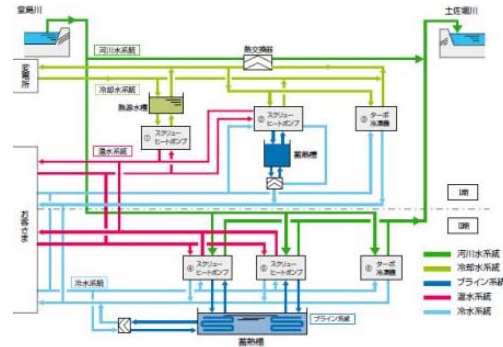 堂島川
土佐堀川
河川水系統
熱交換器
冷却水系統
変電所
熱源水槽
① スクリュー
ヒートポンプ
② スクリュー
ヒートポンプ
③ ターボ
冷凍機
温水系統
蓄熱槽
お客さま
Ⅰ期
Ⅱ期
④ スクリュー
ヒートポンプ
⑤ スクリュー
ヒートポンプ
⑥ ターボ
冷凍機
冷水系統
ブライン系統
蓄熱槽
河川水系統
冷却水系統
ブライン系統
温水系統
冷水系統